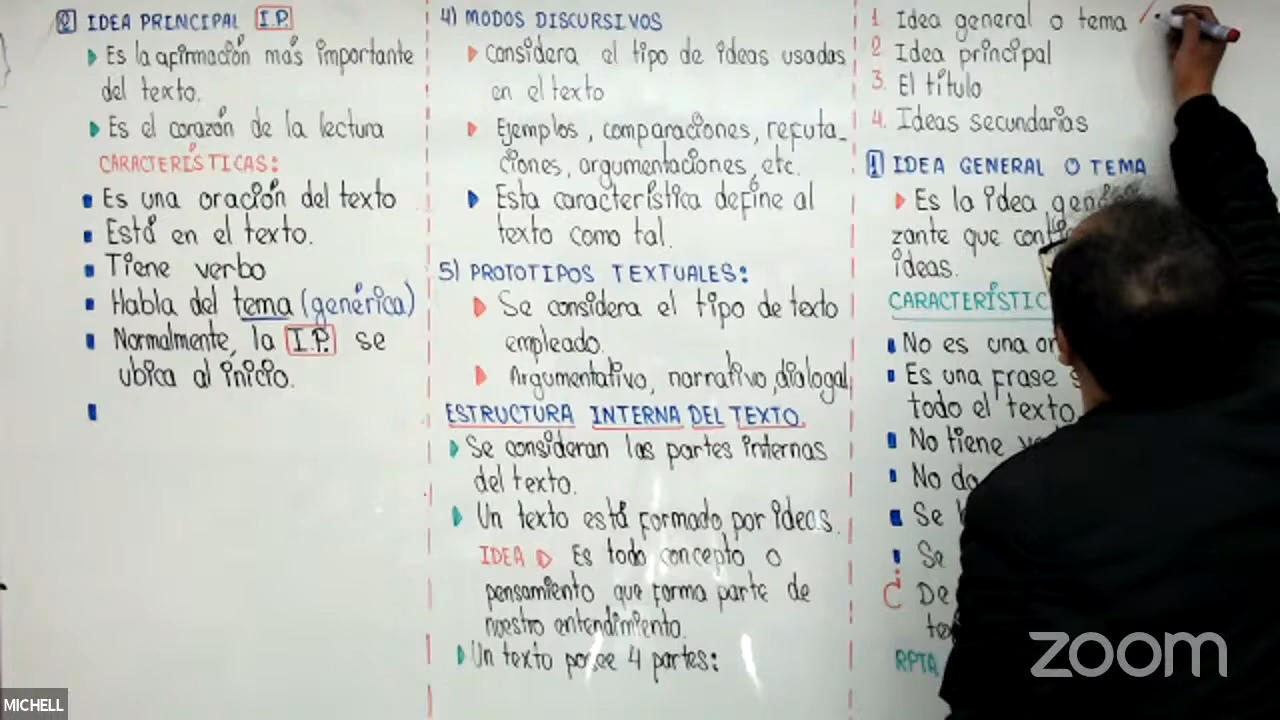 2 IDEA PRINCIPAL I.P.
Es la afirmación más importante
del texto.
Es el corazón de la lectura
CARACTERÍSTICAS:
Es una oración del texto
Está en el texto.
Tiene verbo
Habla del tema (genérica)
Normalmente, la I.P. se
ubica al inicio.
4) MODOS DISCURSIVOS
considera el tipo de ideas usadas
en el texto
Ejemplos, comparaciones, refuta-
ciones, argumentaciones, etc.
Esta característica define al
texto como tal.
5) PROTOTIPOS TEXTUALES:
Se considera el tipo de texto
empleado.
Argumentativo, narrativo, dialogal
ESTRUCTURA INTERNA DEL TEXTO
Se consideran las partes internas
del texto.
Un texto está formado por ideas.
IDEA Es todo concepto o
pensamiento que forma parte de
nuestro entendimiento.
Un texto posee 4 partes:
1 Idea general o tema
2 Idea principal
3. El título
4. Ideas secundarias
1 IDEA GENERAL O TEMA
Es la idea
zante que
ideas.
No es una
Es una frase
todo el texto
No tiene
No
Se
Se
¿ De
RPTA
zoom
MICHELL